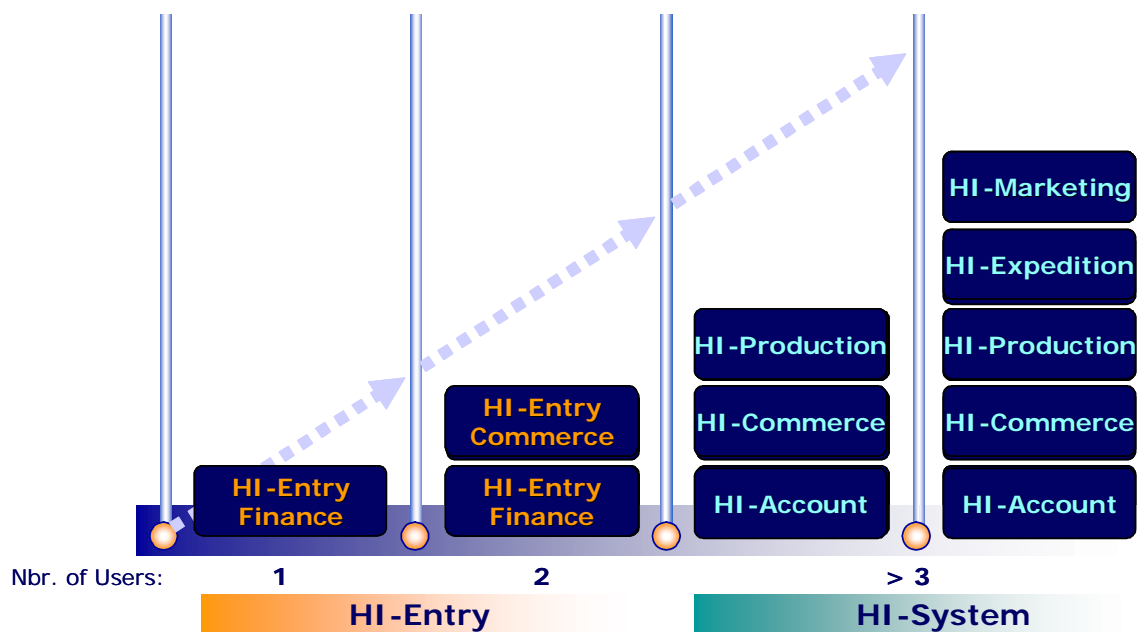 HI-Marketing
HI-Expedition
HI-Production
HI-Production
HI-Entry
Commerce
HI-Commerce
HI-Commerce
HI-Entry
Finance
HI-Entry
Finance
HI-Account
HI-Account
Nbr. of Users:
1
2
> 3
HI-Entry
HI-System